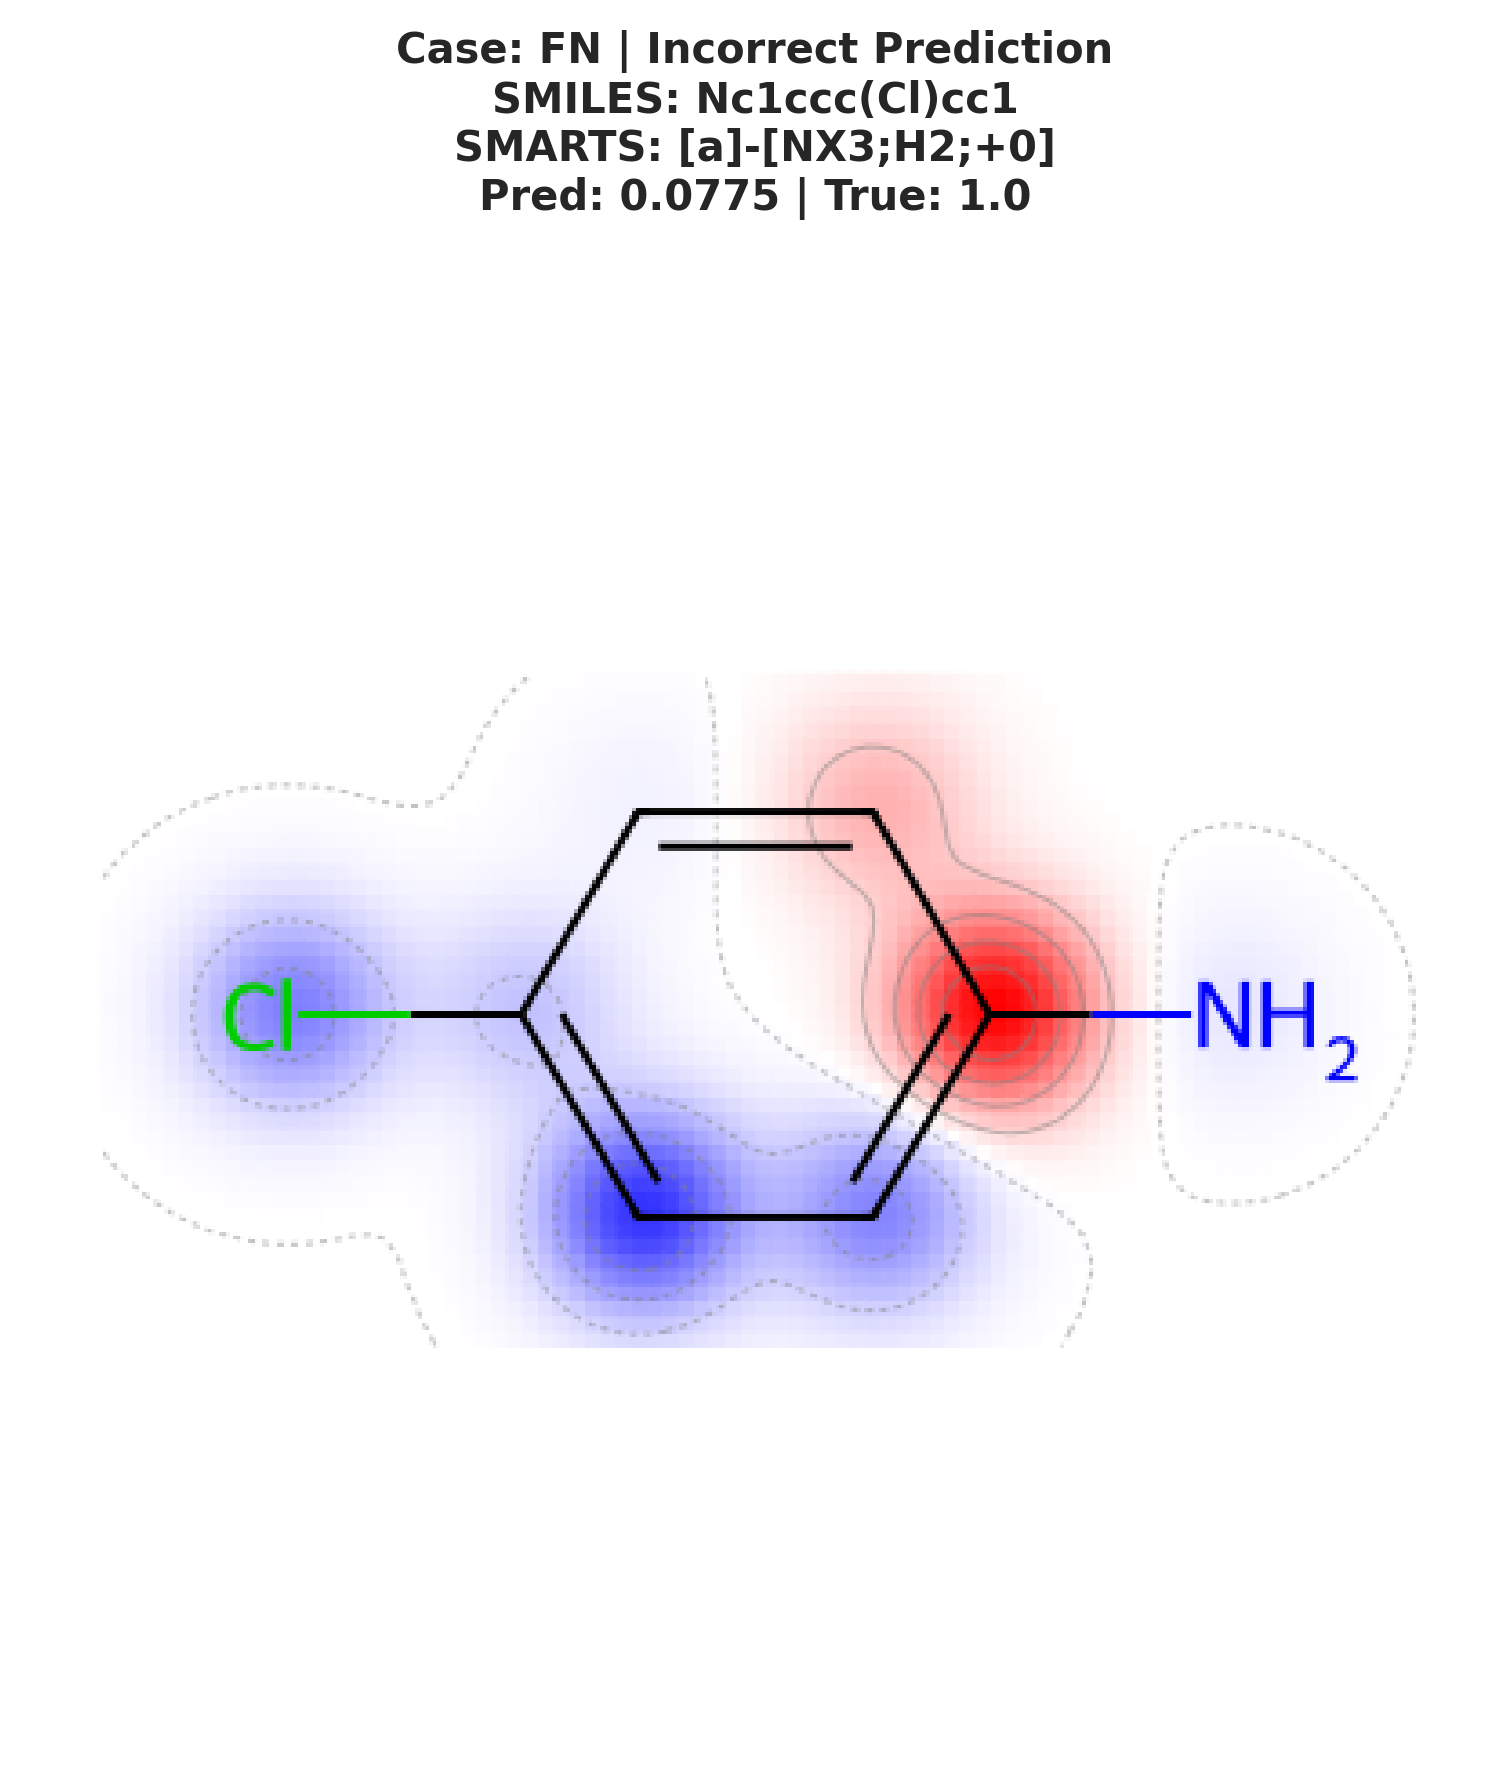 Case: FN | Incorrect Prediction
SMILES: Nc1ccc(Cl)cc1
SMARTS: [a]-[NX3;H2;+0]
Pred: 0.0775 | True: 1.0
Cl
NH2